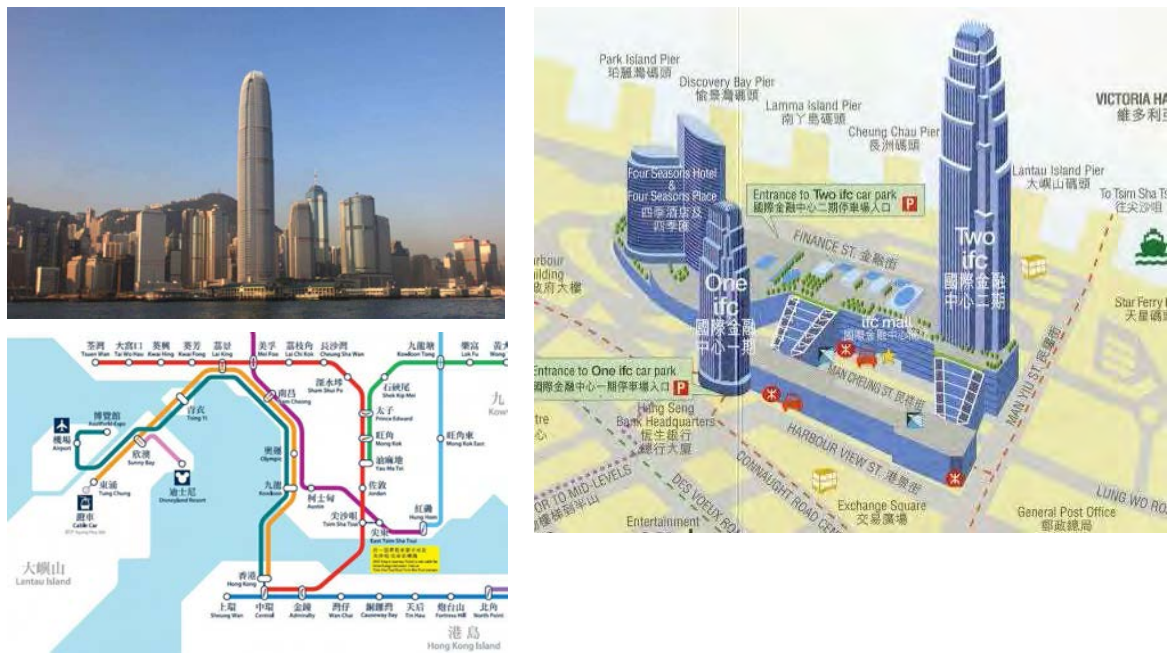 荃灣
Tsuen Wan
大窩口
Tai Wo Hau
葵興
Kwai Hing
葵芳
Kwai Fong
荔景
Lai King
美孚
Mei Foo
荔枝角
Lai Chi Kok
長沙灣
Cheung Sha Wan
九龍塘
Kowloon Tong
樂富
Lok Fu
深水埗
Sham Shui Po
石硤尾
Shek Kip Mei
南昌
太子
Prince Edward
青衣
Tsing Yi
博覽館
機場
Airport
欣澳
Sunny Bay
旺角
Mong Kok
旺角東
Mong Kok East
奧運
Olympic
油麻地
Yau Ma Tei
東涌
Tung Chung
迪士尼
Disneyland Resort
九龍
Kowloon
柯士甸
Austin
佐敦
Jordan
纜車
Cable Car
尖沙咀
Tsim Sha Tsui
紅磡
Hung Hom
尖東
East Tsim Sha Tsui
大嶼山
Lantau Island
香港
Hong Kong
上環
Sheung Wan
中環
Central
金鐘
Admiralty
灣仔
Wan Chai
銅鑼灣
Causeway Bay
天后
Tin Hau
炮台山
Fortress Hill
北角
North Point
港島
Hong Kong Island
Park Island Pier
珀麗灣碼頭
Discovery Bay Pier
愉景灣碼頭
Lamma Island Pier
南丫島碼頭
Cheung Chau Pier
長洲碼頭
VICTORIA HA
維多利亞
Lantau Island Pier
大嶼山碼頭
Four Seasons Hotel
&
Four Seasons Place
四季酒店及
四季匯
Entrance to Two ifc car park
國際金融中心二期停車場入口 P
To Tsim Sha Ts
往尖沙咀
FINANCE ST. 金融街
Two
ifc
國際金融
中心二期
One
ifc
國際金融
中心一期
ifc mall
國際金融中心商場
Star Ferry
天星碼頭
MAN YIU ST. 民耀街
MAN CHEUNG ST. 民祥街
Entrance to One ifc car park
國際金融中心一期停車場入口 P
Hang Seng
Bank Headquarters
恆生銀行
總行大廈
HARBOUR VIEW ST. 港景街
CONNAUGHT ROAD CEN
DES VOEUX RO
OR TO MID-LEVELS
Exchange Square
交易廣場
General Post Office
郵政總局
LUNG WO RO
Entertainment